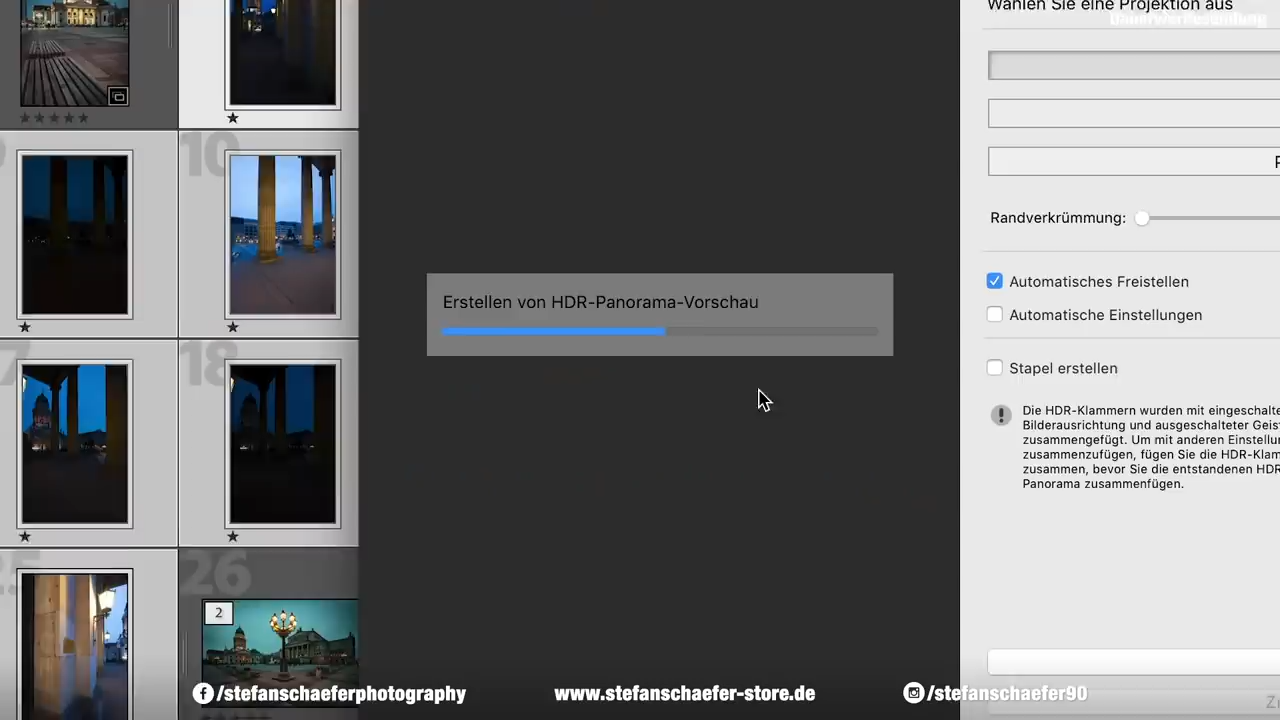 Wählen Sie eine Projektion aus
Dauerwerbesendung
10
Erstellen von HDR-Panorama-Vorschau
Randverkrümmung:
Automatisches Freistellen
Automatische Einstellungen
18
Stapel erstellen
Die HDR-Klammern wurden mit eingeschalte
Bilderausrichtung und ausgeschalteter Geist
zusammengefügt. Um mit anderen Einstellun
zusammenzufügen, fügen Sie die HDR-Klam
zusammen, bevor Sie die entstandenen HDR
Panorama zusammenfügen.
26
2
/stefanschaeferphotography
www.stefanschaefer-store.de
/stefanschaefer90